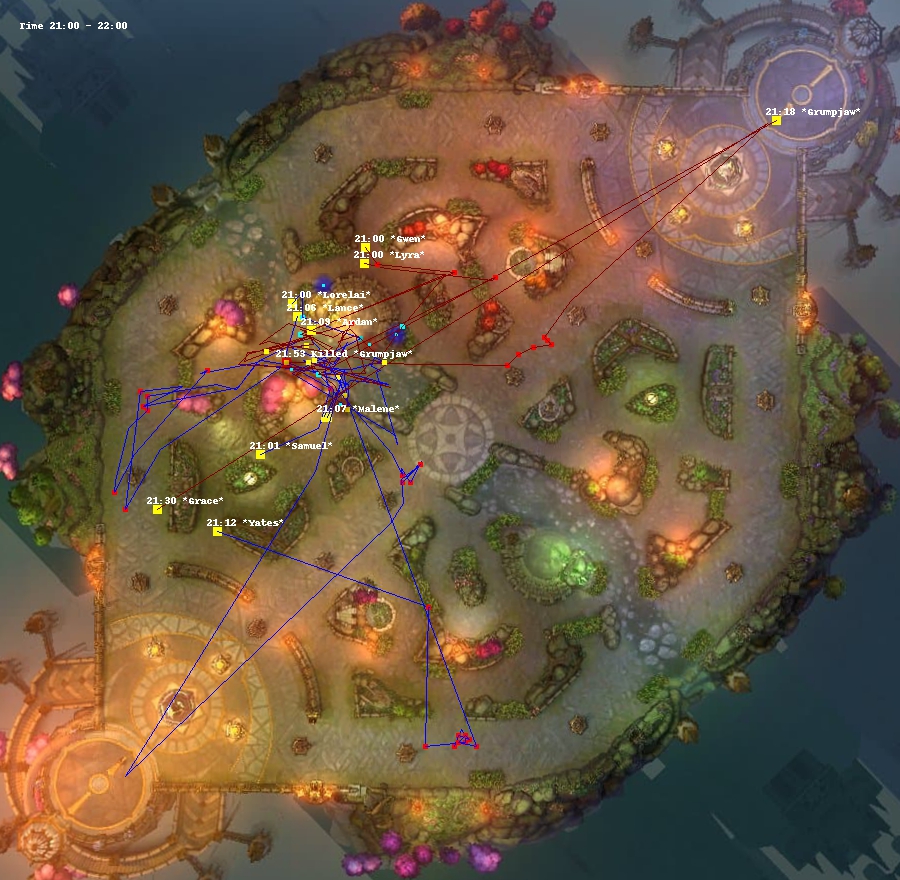 Time 21:00 - 22:00
21:18 *Grumpjaw*
21:00 *Gwen*
21:00 *Lyra*
21:00 *Lorelai*
21:06 *Lance*
21:09 *Ardan*
21:53 Killed *Grumpjaw*
21:07 *Malene*
21:01 *Samuel*
21:30 *Grace*
21:12 *Yates*